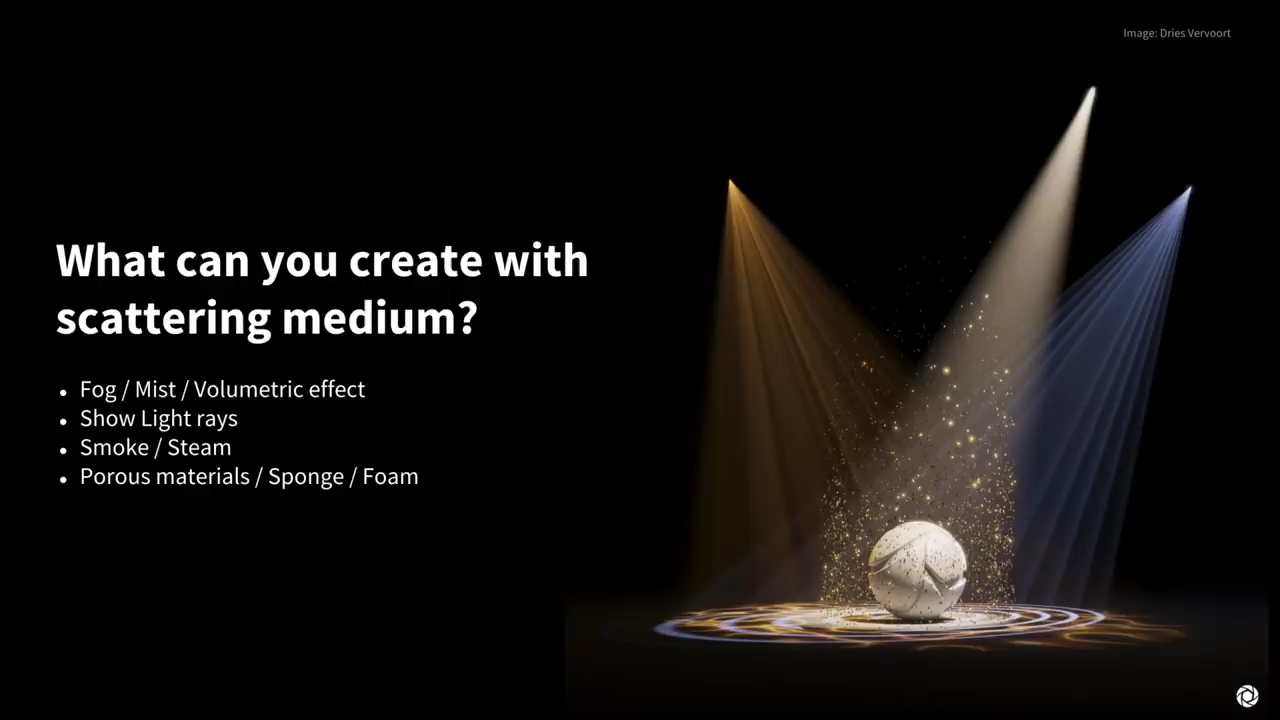 Image: Dries Vervoort
What can you create with
scattering medium?
• Fog / Mist / Volumetric effect
• Show Light rays
• Smoke / Steam
• Porous materials / Sponge / Foam